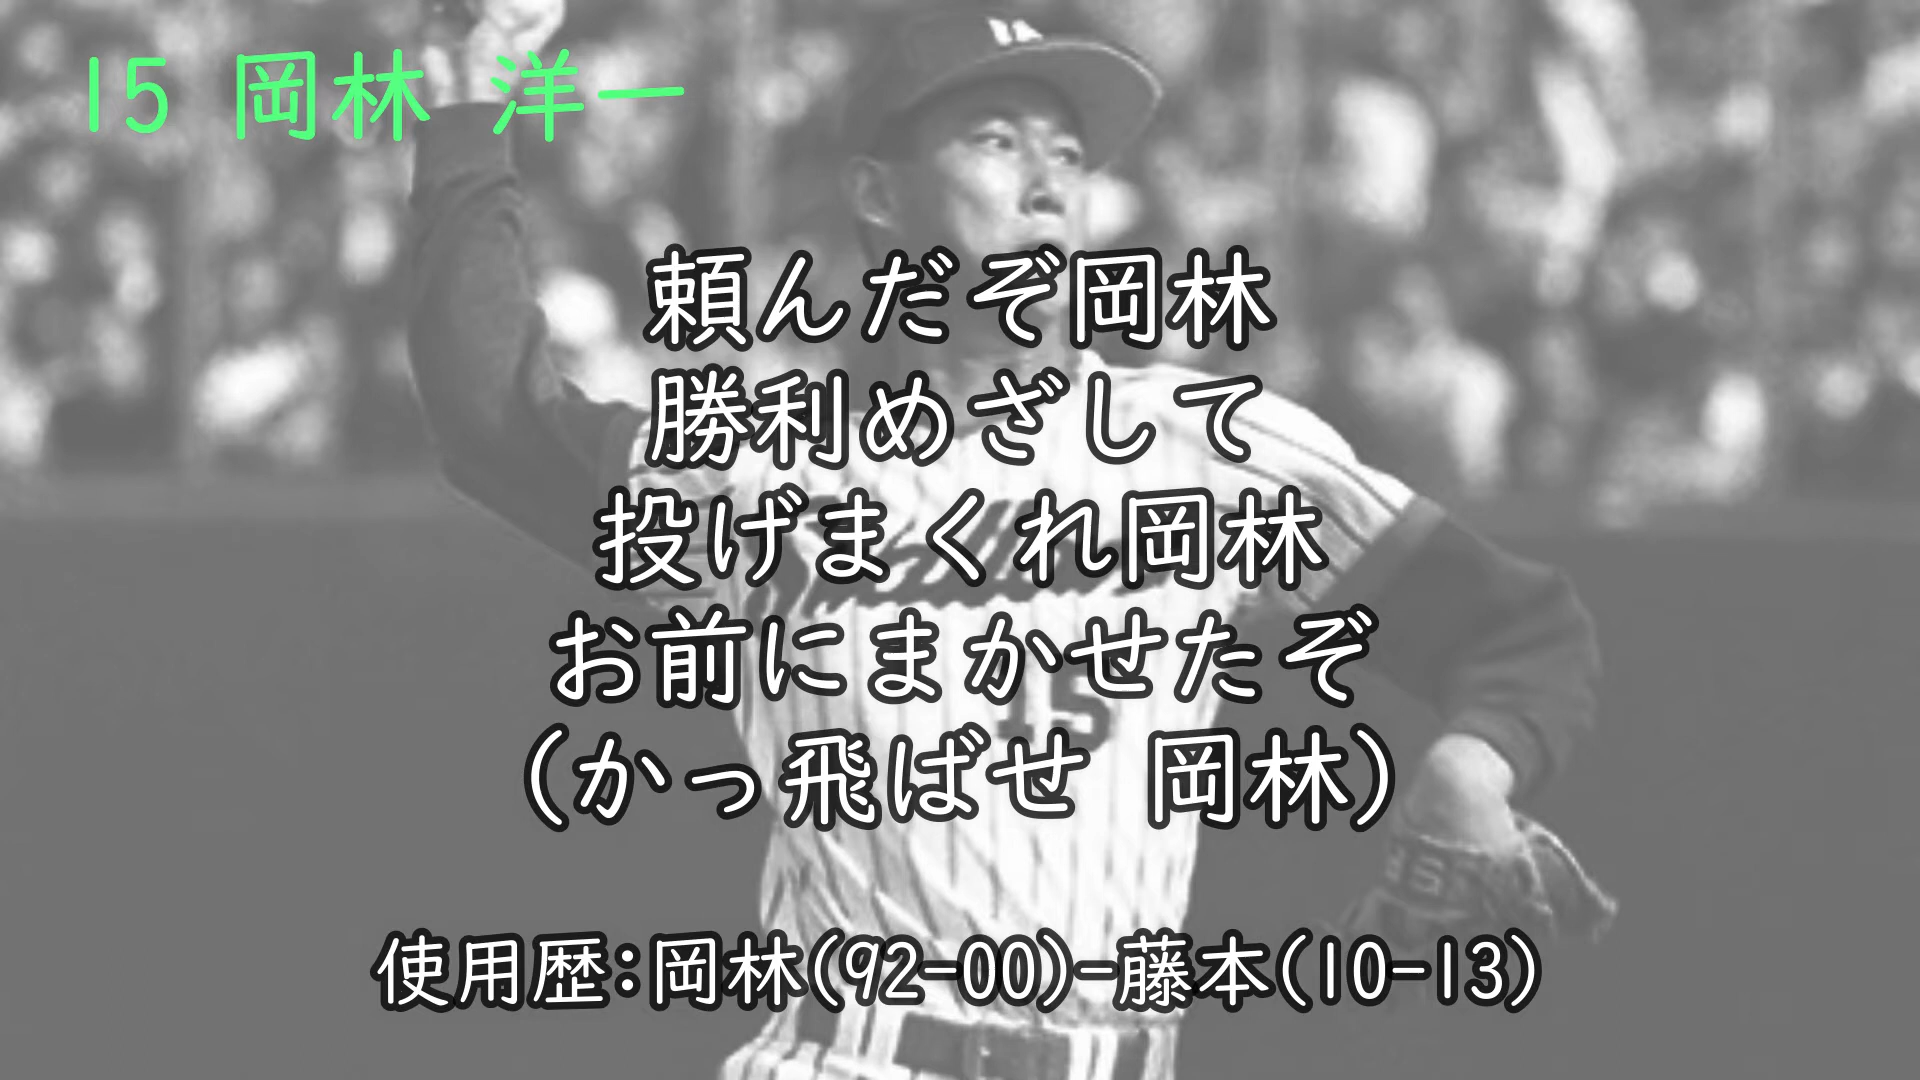 15 岡林 洋一
頼んだぞ岡林
勝利めざして
投げまくれ岡林
お前にまかせたぞ
(かっ飛ばせ 岡林)
15
使用歴:岡林(92-00)-藤本(10-13)